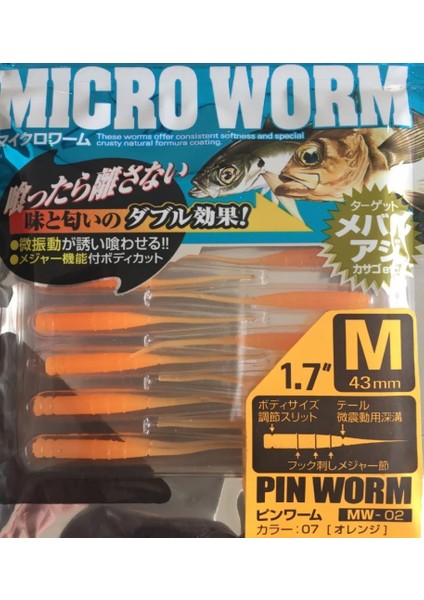 MICRO WORM
マイクロワーム
These worms offer consistent softness and special
crusty natural formura coating.
喰ったら離さない
味と匂いのダブル効果!
●微振動が誘い喰わせる!!
●メジャー機能付ボディカット
ターゲット
メバル
アジ
カサゴetc
M
1.7"
43mm
ボディサイズ
調節スリット
テール
微震動用深溝
フック刺しメジャー節
PIN WORM
ピンワーム
MW-02
カラー:07 [オレンジ]